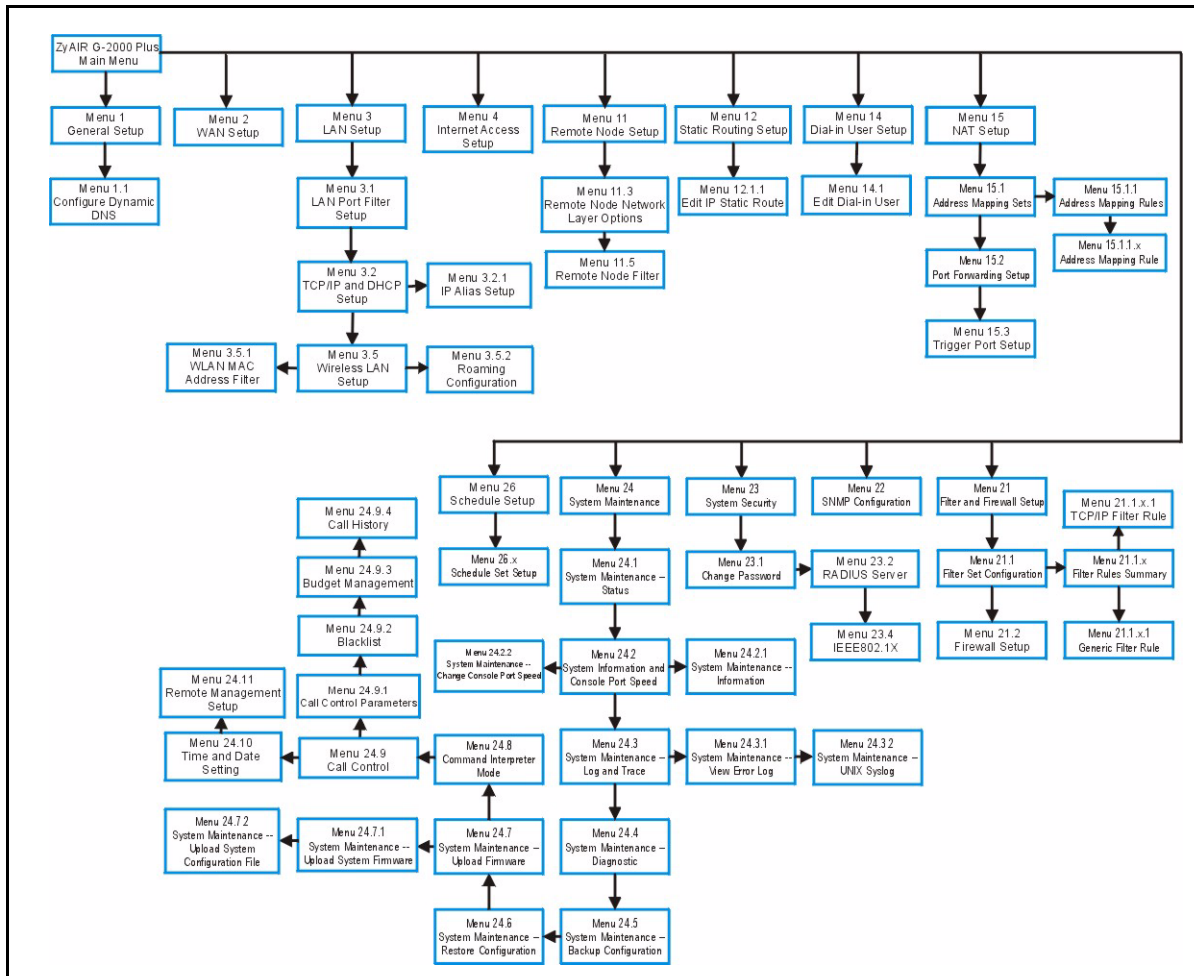 ZyAIR G-2000 Plus
Main Menu
Menu 1
General Setup
Menu 2
WAN Setup
Menu 3
LAN Setup
Menu 4
Internet Access
Setup
Menu 11
Remote Node Setup
Menu 12
Static Routing Setup
Menu 14
Dial-in User Setup
Menu 15
NAT Setup
Menu 1.1
Configure Dynamic
DNS
Menu 3.1
LAN Port Filter
Setup
Menu 11.3
Remote Node Network
Layer Options
Menu 12.1.1
Edit IP Static Route
Menu 14.1
Edit Dial-in User
Menu 15.1
Address Mapping Sets
Menu 15.1.1
Address Mapping Rules
Menu 15.1.1.x
Address Mapping Rule
Menu 3.2
TCP/IP and DHCP
Setup
Menu 3.2.1
IP Alias Setup
Menu 11.5
Remote Node Filter
Menu 15.2
Port Forwarding Setup
Menu 15.3
Trigger Port Setup
Menu 3.5.1
WLAN MAC
Address Filter
Menu 3.5
Wireless LAN
Setup
Menu 3.5.2
Roaming
Configuration
Menu 26
Schedule Setup
Menu 24
System Maintenance
Menu 23
System Security
Menu 22
SNMP Configuration
Menu 21
Filter and Firewall Setup
Menu 21.1.x.1
TCP/IP Filter Rule
Menu 24.9.4
Call History
Menu 26.x
Schedule Set Setup
Menu 24.1
System Maintenance –
Status
Menu 23.1
Change Password
Menu 23.2
RADIUS Server
Menu 21.1
Filter Set Configuration
Menu 21.1.x
Filter Rules Summary
Menu 24.9.3
Budget Management
Menu 24.9.2
Blacklist
Menu 23.4
IEEE802.1X
Menu 21.2
Firewall Setup
Menu 21.1.x.1
Generic Filter Rule
Menu 24.2.2
System Maintenance --
Change Console Port Speed
Menu 24.2
System Information and
Console Port Speed
Menu 24.2.1
System Maintenance --
Information
Menu 24.11
Remote Management
Setup
Menu 24.9.1
Call Control Parameters
Menu 24.10
Time and Date
Setting
Menu 24.9
Call Control
Menu 24.8
Command Interpreter
Mode
Menu 24.3
System Maintenance –
Log and Trace
Menu 24.3.1
System Maintenance --
View Error Log
Menu 24.3.2
System Maintenance –
UNIX Syslog
Menu 24.7.2
System Maintenance --
Upload System
Configuration File
Menu 24.7.1
System Maintenance --
Upload System Firmware
Menu 24.7
System Maintenance –
Upload Firmware
Menu 24.4
System Maintenance –
Diagnostic
Menu 24.6
System Maintenance –
Restore Configuration
Menu 24.5
System Maintenance –
Backup Configuration